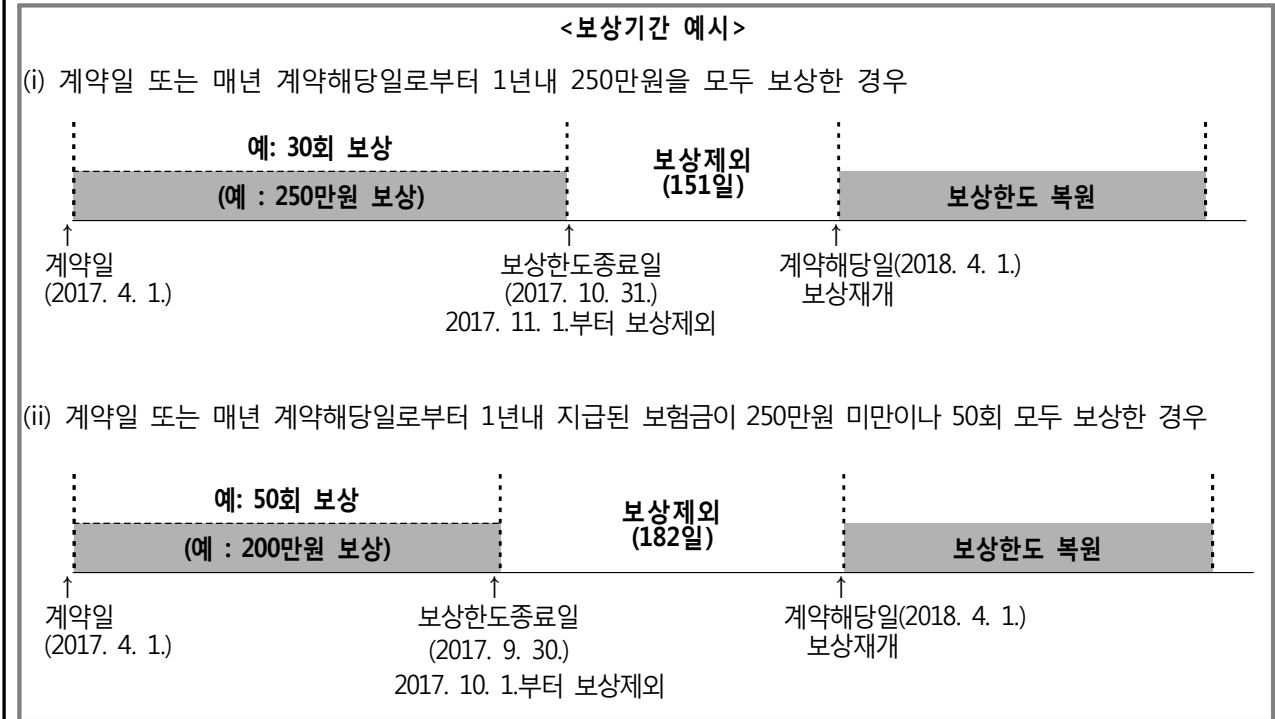 <보상기간 예시>
(i) 계약일 또는 매년 계약해당일로부터 1년내 250만원을 모두 보상한 경우
예: 30회 보상
(예 : 250만원 보상)
보상제외
(151일)
보상한도 복원
↑
계약일
(2017. 4. 1.)
↑
보상한도종료일
(2017. 10. 31.)
2017. 11. 1.부터 보상제외
↑
계약해당일(2018. 4. 1.)
보상재개
(ii) 계약일 또는 매년 계약해당일로부터 1년내 지급된 보험금이 250만원 미만이나 50회 모두 보상한 경우
예: 50회 보상
(예 : 200만원 보상)
보상제외
(182일)
보상한도 복원
↑
계약일
(2017. 4. 1.)
↑
보상한도종료일
(2017. 9. 30.)
2017. 10. 1.부터 보상제외
↑
계약해당일(2018. 4. 1.)
보상재개